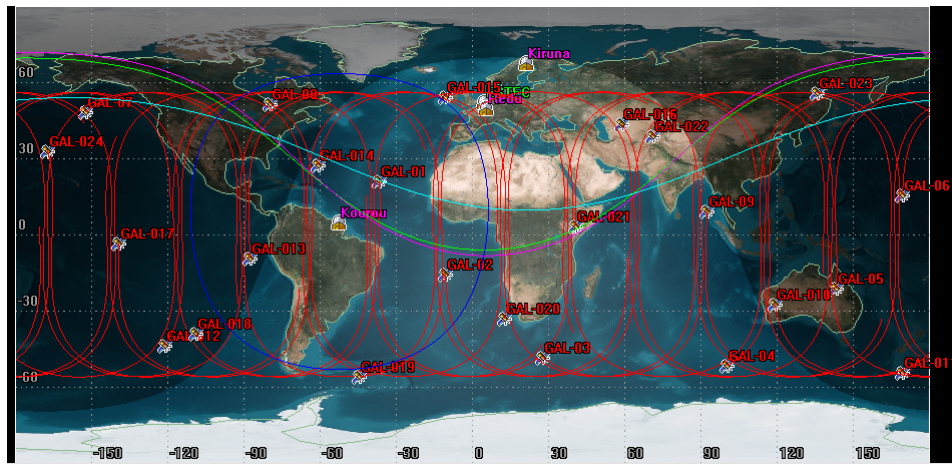 Kiruna
60
GAL-07
GAL-08
GAL-015
TEC
Redu
GAL-023
GAL-016
GAL-022
30
GAL-024
GAL-014
GAL-01
GAL-06
GAL-09
Kourou
GAL-021
0
GAL-017
GAL-013
GAL-02
GAL-05
GAL-010
-30
GAL-018
GAL-12
GAL-20
GAL-03
GAL-04
-60
GAL-019
GAL-011
-150 -120 -90 -60 -30 0 30 60 90 120 150